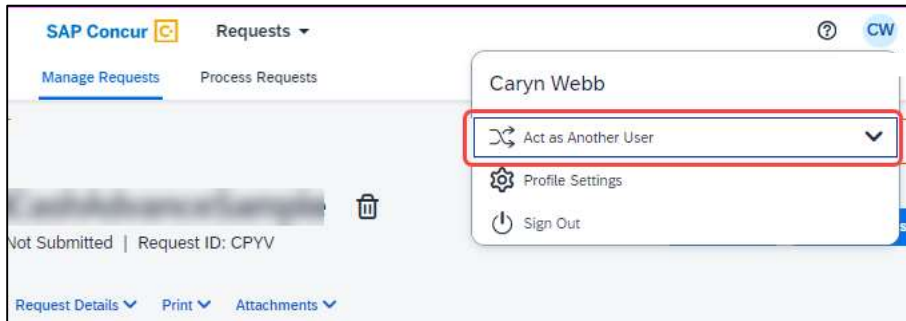 SAP Concur C Requests CW
Manage Requests Process Requests
Caryn Webb
Act as Another User
Profile Settings
Sign Out
Not Submitted | Request ID: CPYV
Request Details Print Attachments